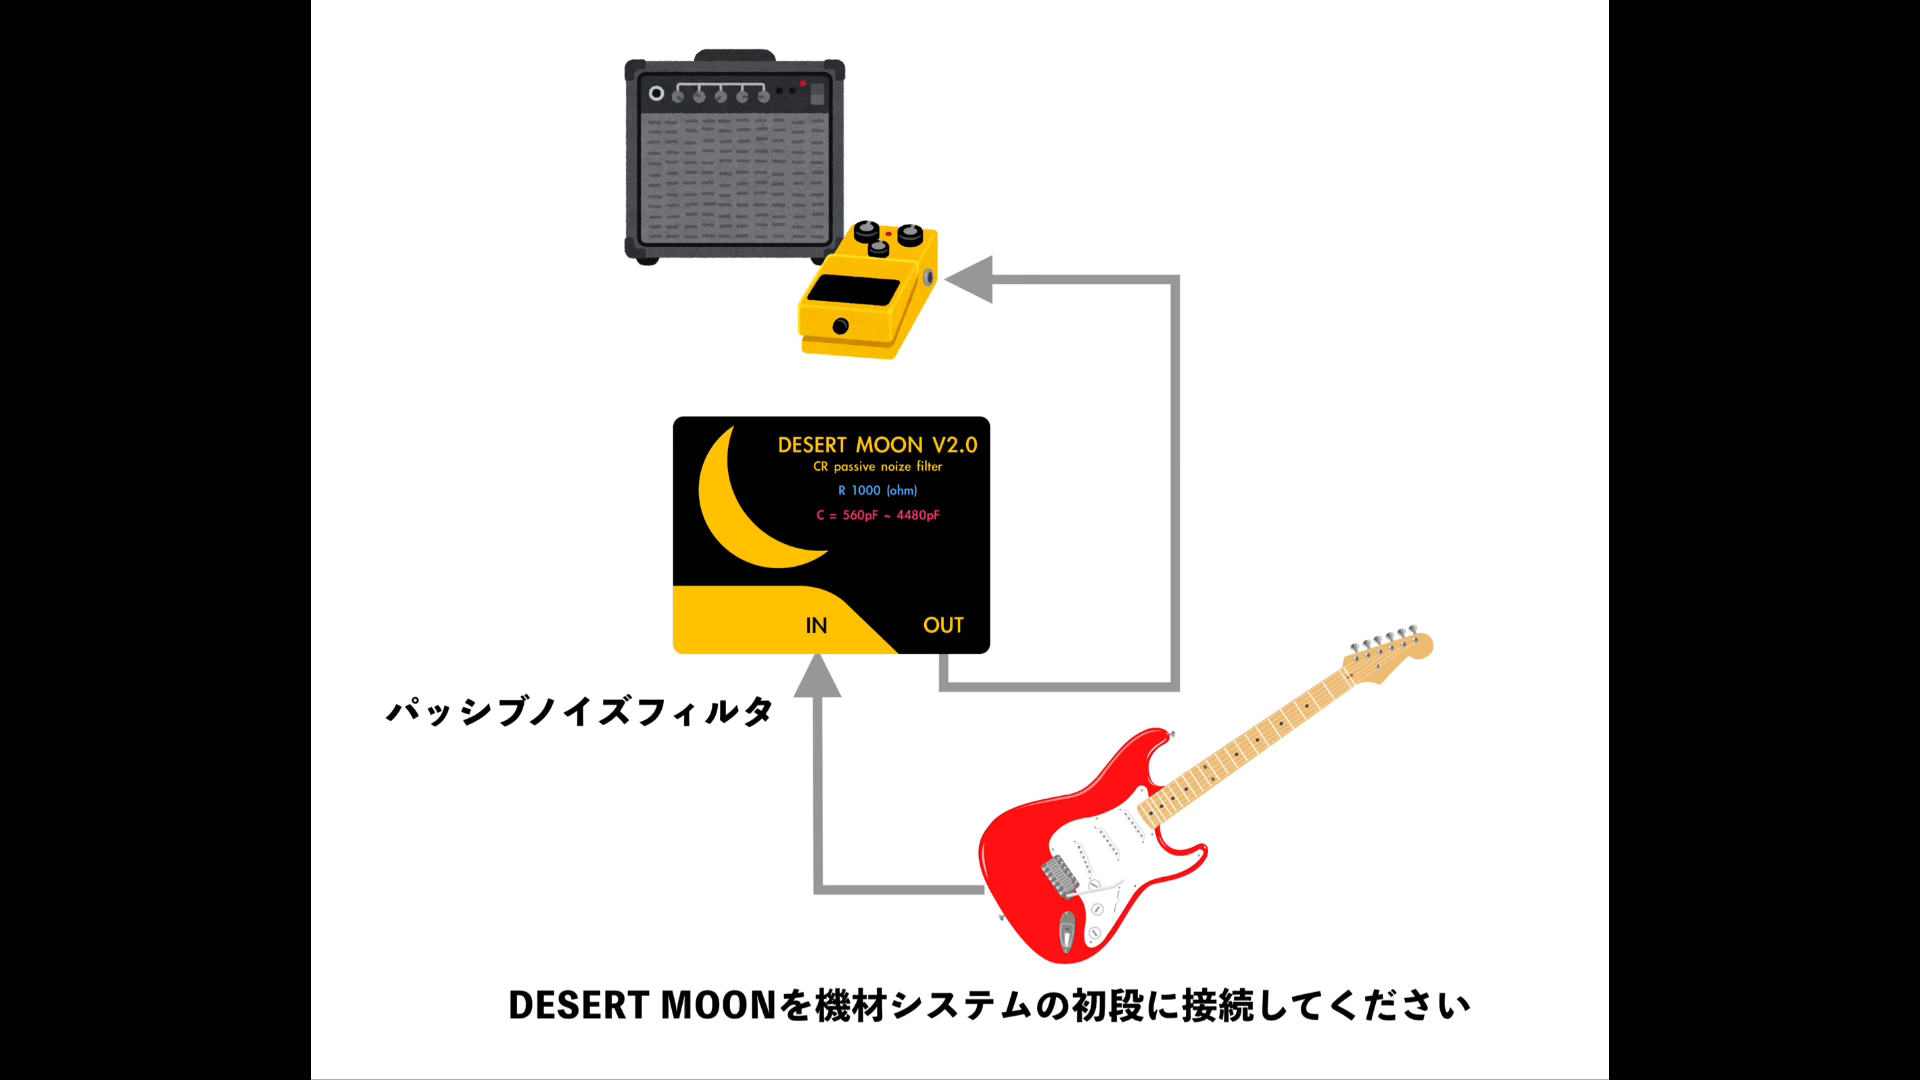 DESERT MOON V2.0
CR passive noize filter
R 1000 (ohm)
C = 560pF ~ 4480pF
IN
OUT
パッシブノイズフィルタ
DESERT MOONを機材システムの初段に接続してください